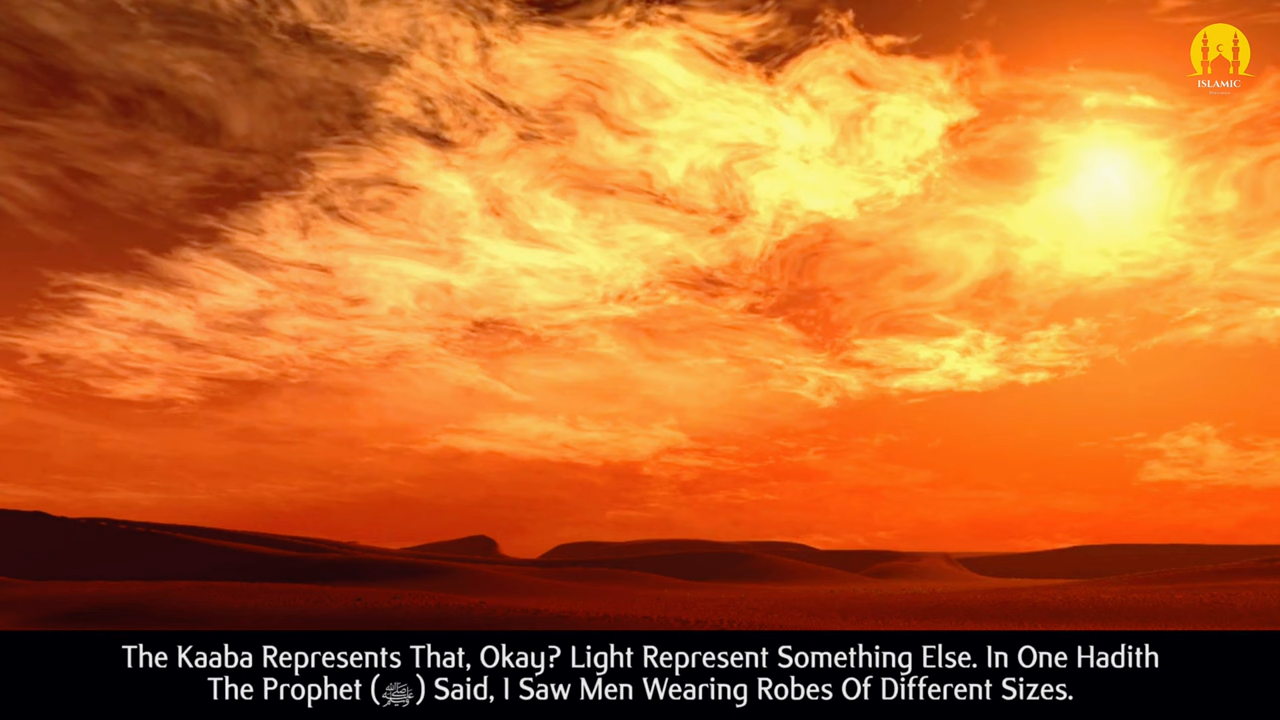 ISLAMIC
The Kaaba Represents That, Okay? Light Represent Something Else. In One Hadith
The Prophet (ﷺ) Said, I Saw Men Wearing Robes Of Different Sizes.